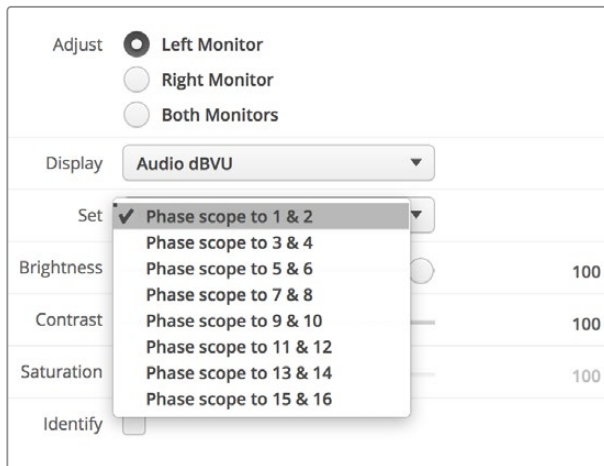 Adjust Left Monitor
Right Monitor
Both Monitors
Display Audio dBVU
Set ✓ Phase scope to 1 & 2
Phase scope to 3 & 4
Brightness Phase scope to 5 & 6 100
Phase scope to 7 & 8
Contrast Phase scope to 9 & 10 100
Phase scope to 11 & 12
Saturation Phase scope to 13 & 14 100
Phase scope to 15 & 16
Identify